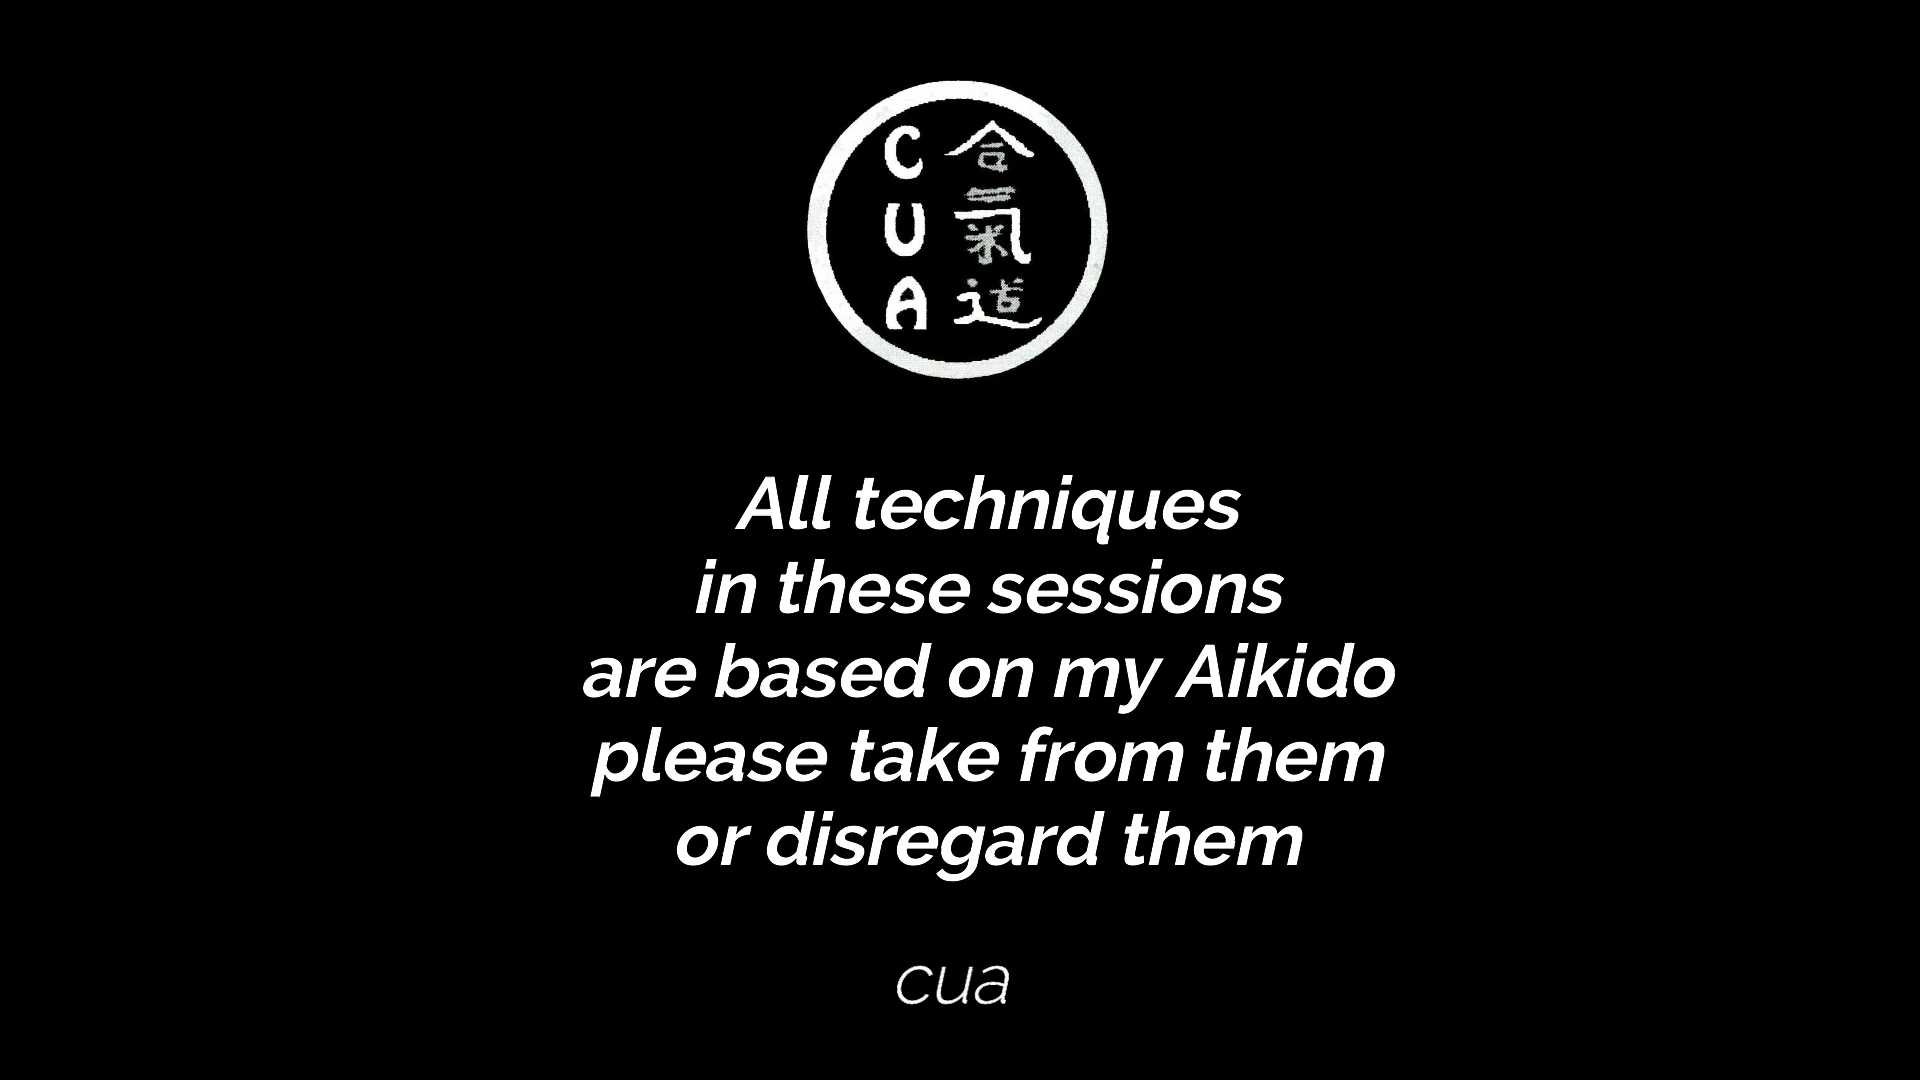 C
U
A
合
氣
道
All techniques
in these sessions
are based on my Aikido
please take from them
or disregard them
cua